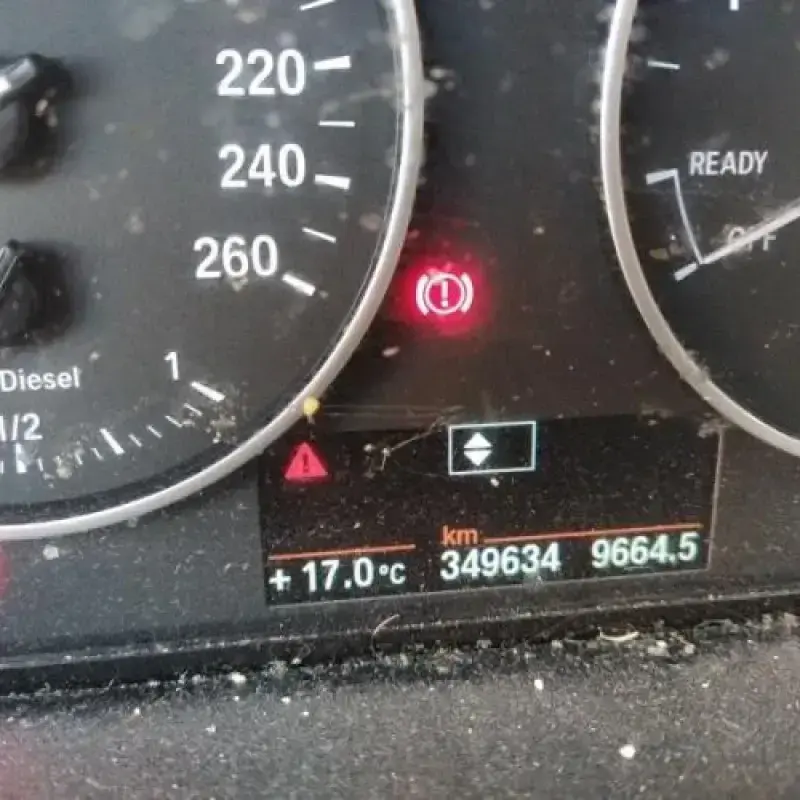 220
240
260
READY
OFF
Diesel
1
1/2
km
+ 17.0 °C
349634
9664.5